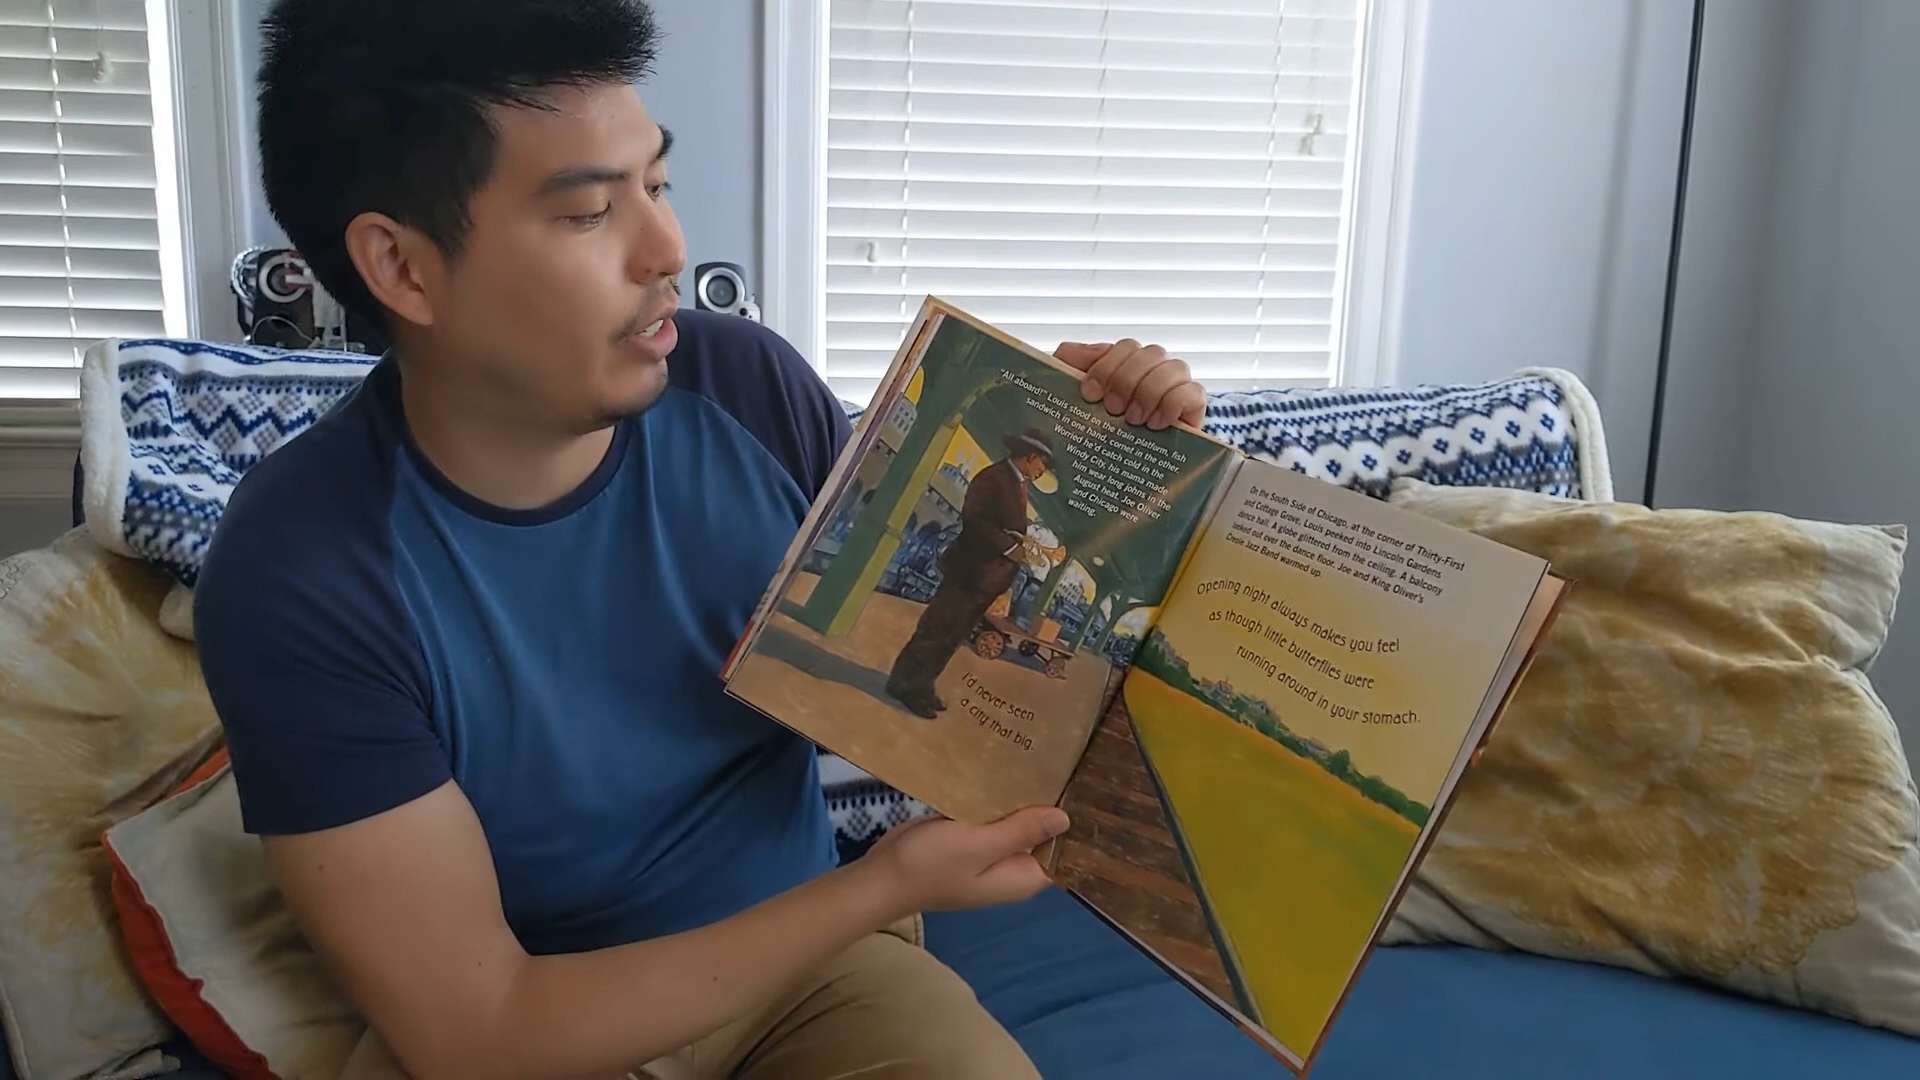 "All aboard!" Louis stood on the train platform, fish
sandwich in one hand, cornet in the other.
Worried he'd catch cold in the
Windy City, his mama made
him wear long johns in the
August heat. Joe Oliver
and Chicago were
waiting.
I'd never seen
a city that big.
On the South Side of Chicago, at the corner of Thirty-First
and Cottage Grove, Louis peeked into Lincoln Gardens
dance hall. A globe glittered from the ceiling. A balcony
looked out over the dance floor. Joe and King Oliver's
Creole Jazz Band warmed up.
Opening night always makes you feel
as though little butterflies were
running around in your stomach.